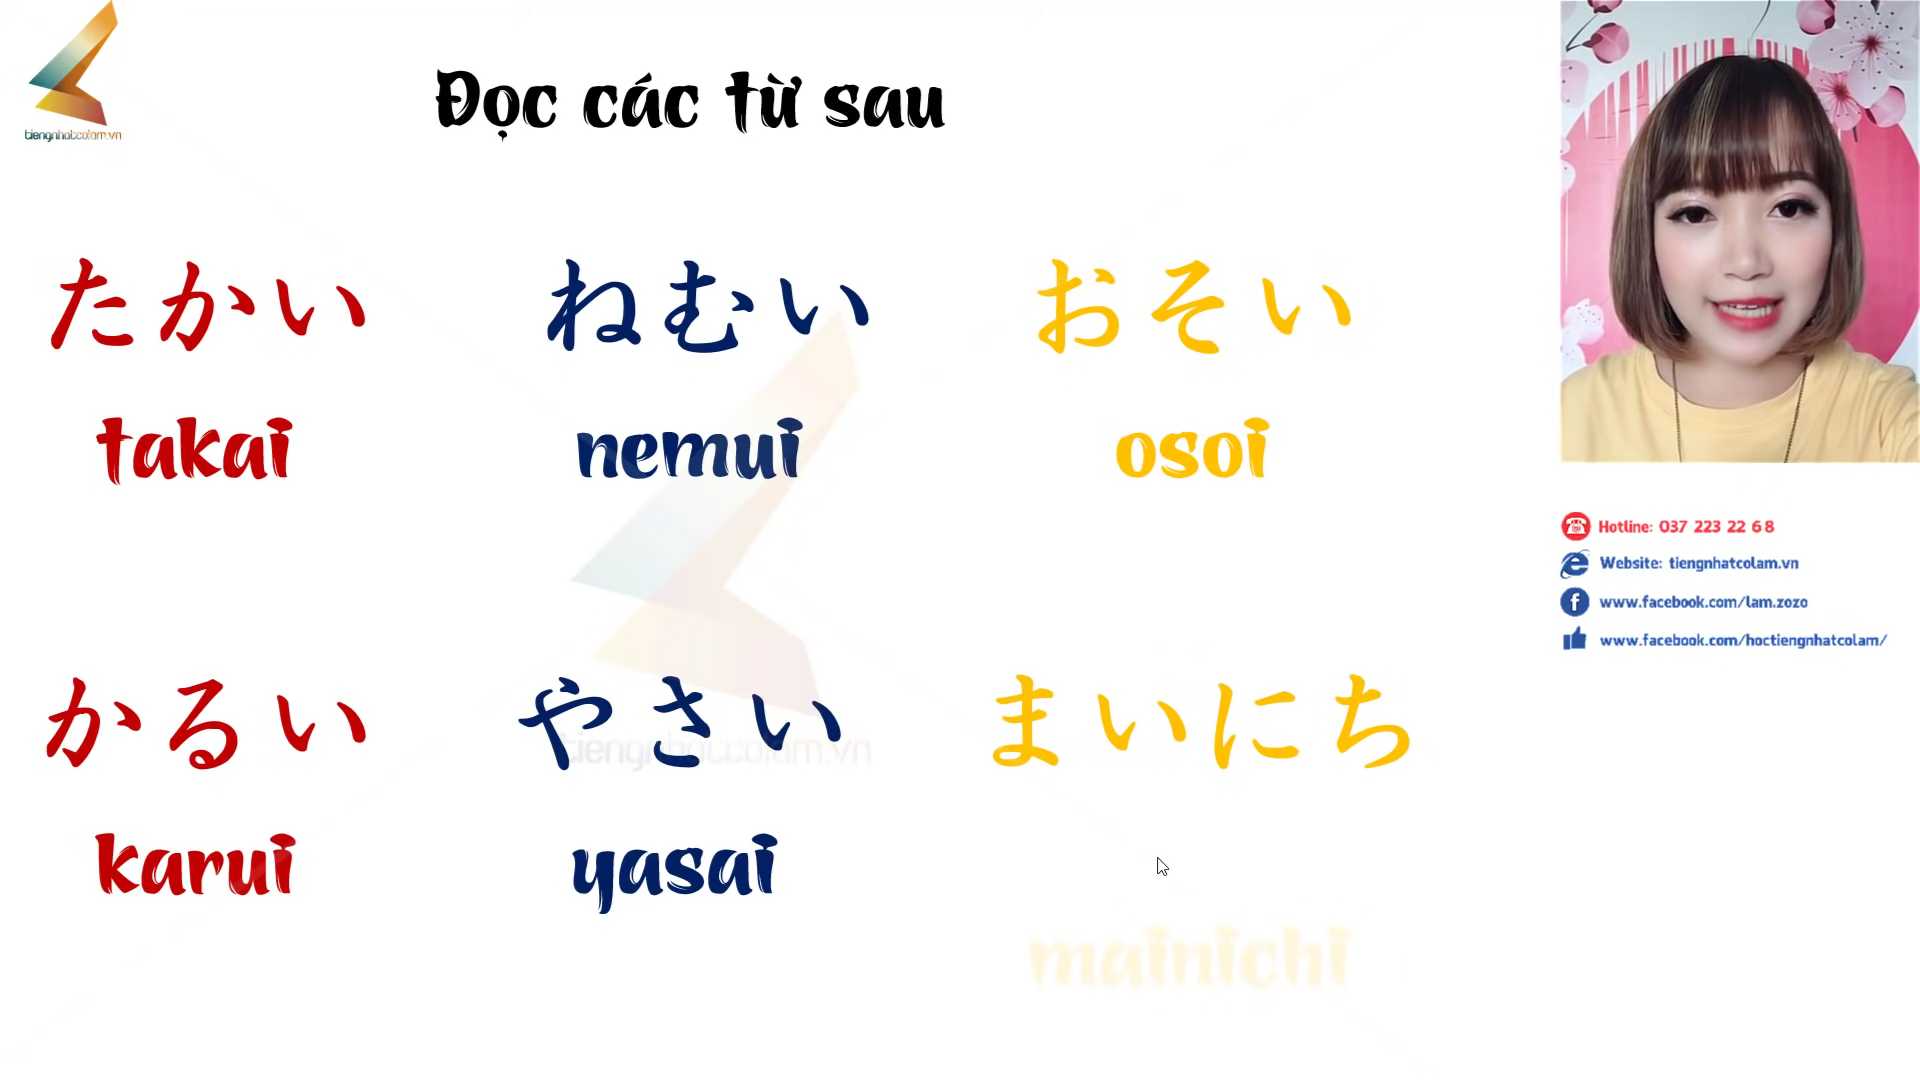 tiengnhatcolam.vn
Đọc các từ sau
たかい ねむい おそい
takai nemui osoi
かるい やさい まいにち
karui yasai
mainichi
tiengnhatcolam.vn
Hotline: 037 223 22 68
Website: tiengnhatcolam.vn
www.facebook.com/lam.zozo
www.facebook.com/hoctiengnhatcolam/